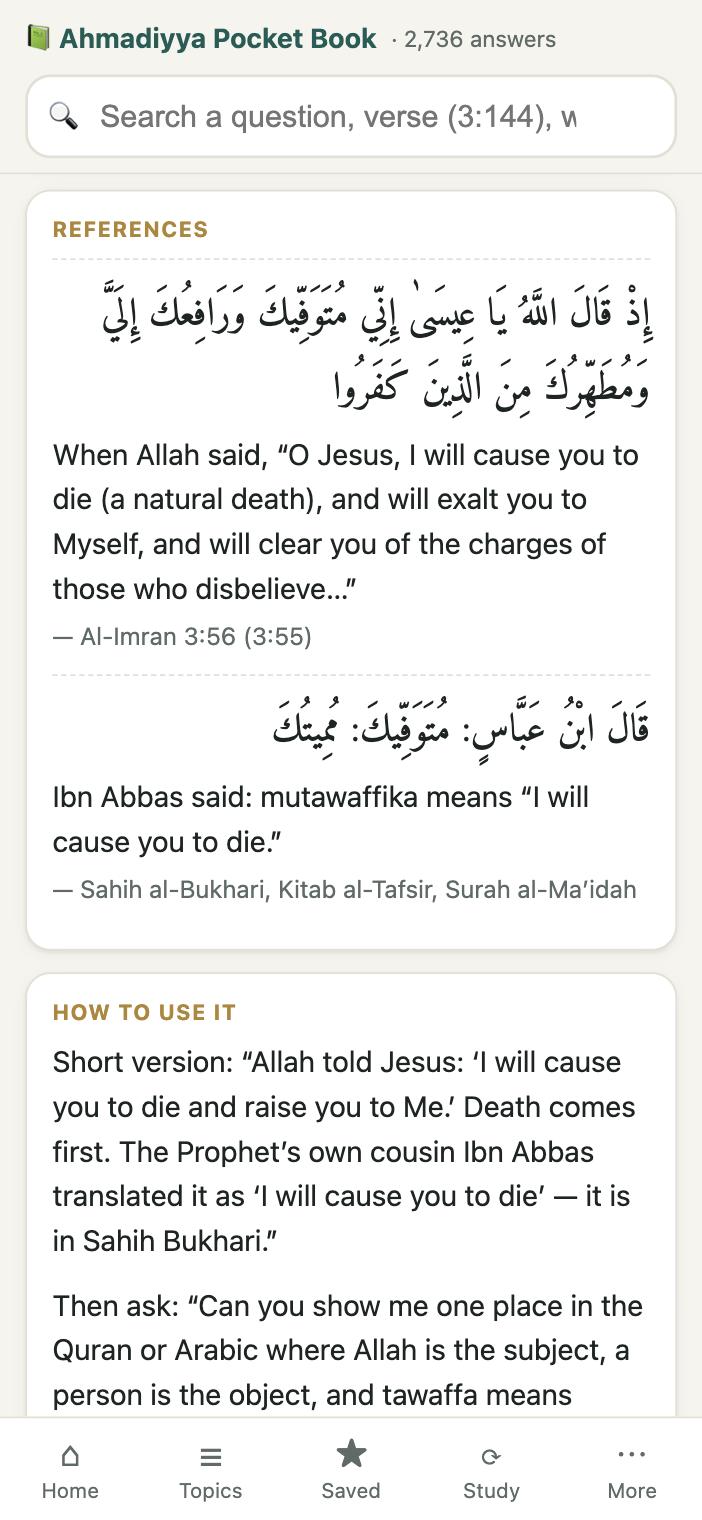 Ahmadiyya Pocket Book · 2,736 answers
Search a question, verse (3:144), w
REFERENCES
إِذْ قَالَ اللَّهُ يَا عِيسَىٰ إِنِّي مُتَوَفِّيكَ وَرَافِعُكَ إِلَيَّ
وَمُطَهِّرُكَ مِنَ الَّذِينَ كَفَرُوا
When Allah said, “O Jesus, I will cause you to
die (a natural death), and will exalt you to
Myself, and will clear you of the charges of
those who disbelieve…”
— Al-Imran 3:56 (3:55)
قَالَ ابْنُ عَبَّاسٍ: مُتَوَفِّيكَ: مُمِيتُكَ
Ibn Abbas said: mutawaffika means “I will
cause you to die.”
— Sahih al-Bukhari, Kitab al-Tafsir, Surah al-Ma’idah
HOW TO USE IT
Short version: “Allah told Jesus: ‘I will cause
you to die and raise you to Me.’ Death comes
first. The Prophet’s own cousin Ibn Abbas
translated it as ‘I will cause you to die’ — it is
in Sahih Bukhari.”
Then ask: “Can you show me one place in the
Quran or Arabic where Allah is the subject, a
person is the object, and tawaffa means
Home
Topics
Saved
Study
More